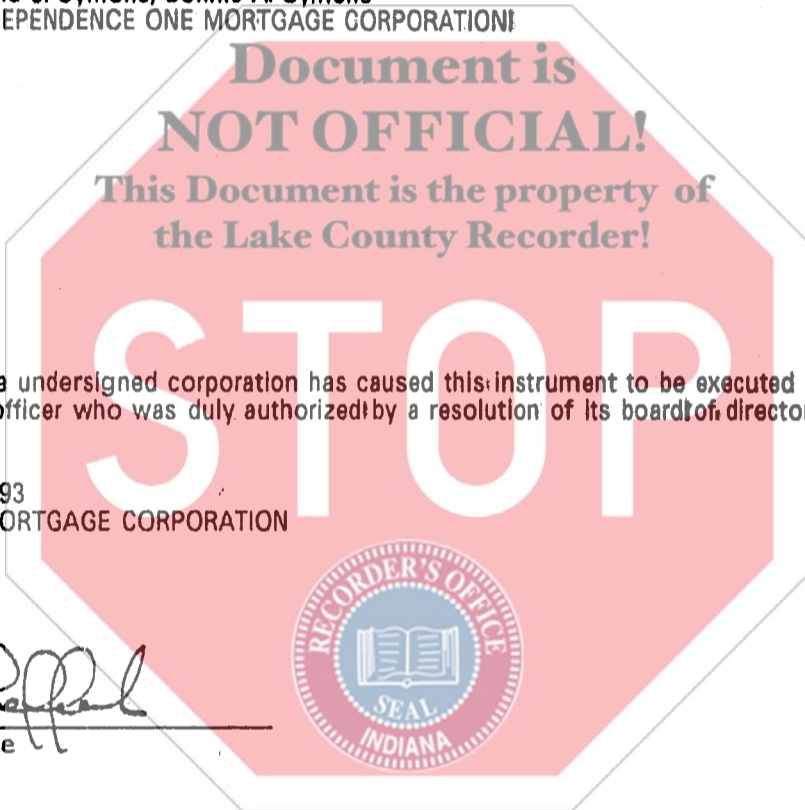 EPENDENCE ONE MORTGAGE CORPORATION
Document is
NOT OFFICIAL!
This Document is the property of
the Lake County Recorder!
STOP
undersigned corporation has caused this instrument to be executed
officer who was duly authorized by a resolution of its board of director
93
ORTGAGE CORPORATION
RECORDER'S OFFICE
SEAL
INDIANA
e